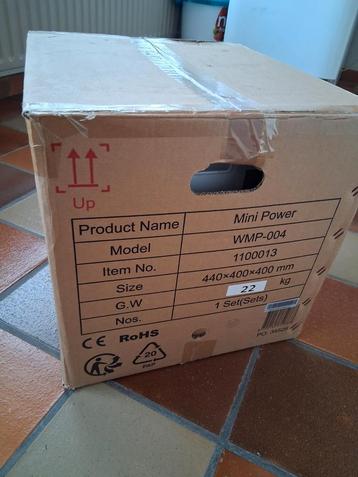 Up
Product Name Mini Power
Model WMP-004
Item No. 1100013
Size 440×400×400 mm
G.W 22 kg
Nos. 1 Set(Sets)
CE RoHS
20
PAP